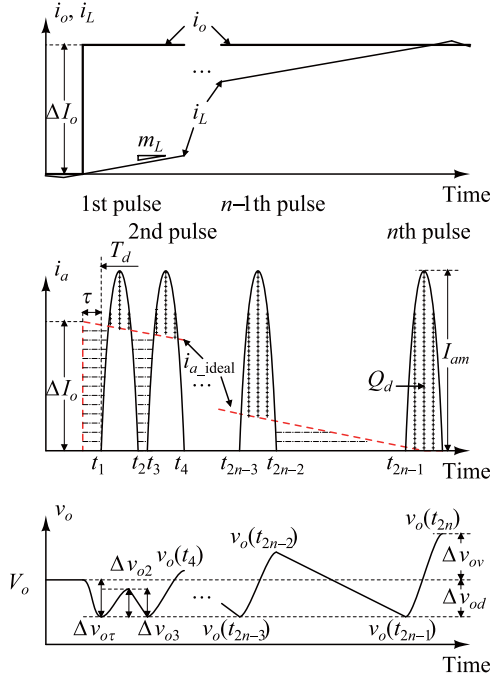 i_o, i_L
i_o
...
ΔI_o
i_L
m_L
Time
1st pulse
n−1th pulse
2nd pulse
nth pulse
i_a
T_d
τ
i_a_ideal
ΔI_o
...
Q_d
I_am
t_1
t_2
t_3
t_4
t_2n−3
t_2n−2
t_2n−1
Time
v_o
v_o(t_2n)
v_o(t_2n−2)
Δv_o2
v_o(t_4)
Δv_ov
V_o
...
Δv_od
Δv_oτ
Δv_o3
v_o(t_2n−3)
v_o(t_2n−1)
Time